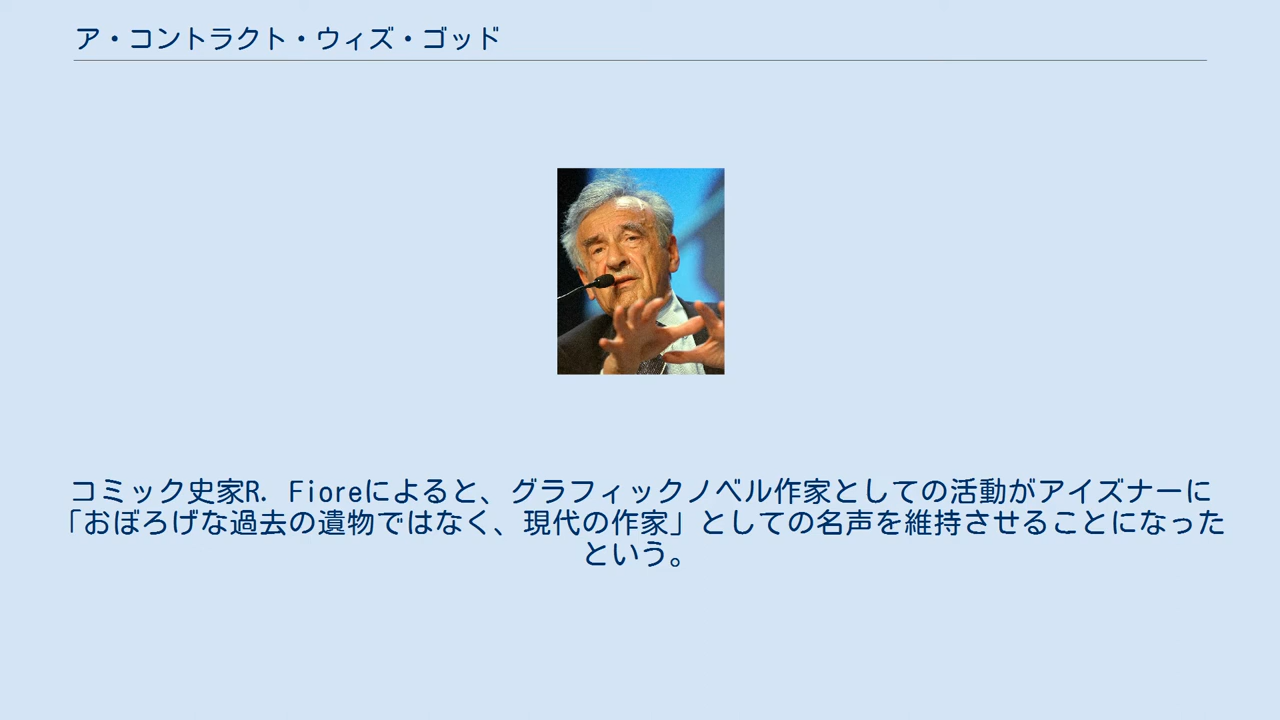 ア・コントラクト・ウィズ・ゴッド
コミック史家R. Fioreによると、グラフィックノベル作家としての活動がアイズナーに
「おぼろげな過去の遺物ではなく、現代の作家」としての名声を維持させることになった
という。